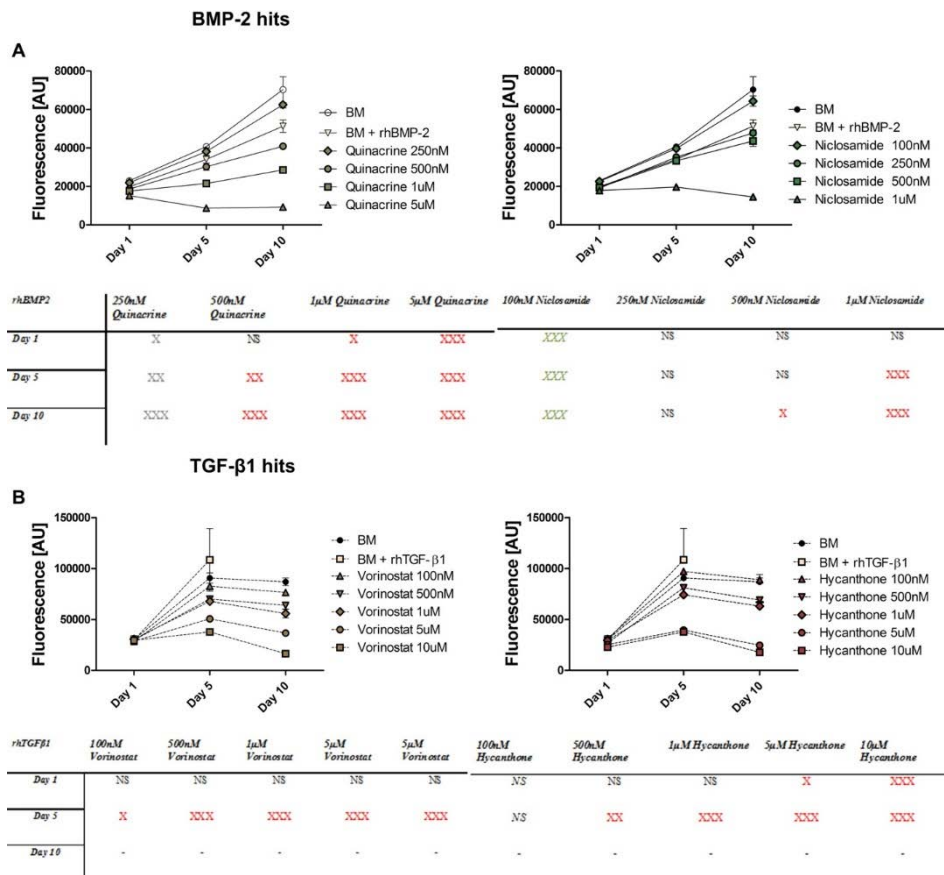 BMP-2 hits
A
Fluorescence [AU]
80000
60000
40000
20000
0
Day 1
Day 5
Day 10
BM
BM + rhBMP-2
Quinacrine 250nM
Quinacrine 500nM
Quinacrine 1uM
Quinacrine 5uM
Fluorescence [AU]
80000
60000
40000
20000
0
Day 1
Day 5
Day 10
BM
BM + rhBMP-2
Niclosamide 100nM
Niclosamide 250nM
Niclosamide 500nM
Niclosamide 1uM
rhBMP2 250nM Quinacrine 500nM Quinacrine 1µM Quinacrine 5µM Quinacrine 100nM Niclosamide 250nM Niclosamide 500nM Niclosamide 1µM Niclosamide
Day 1 X NS X XXX XXX NS NS NS
Day 5 XX XX XXX XXX XXX NS NS XXX
Day 10 XXX XXX XXX XXX XXX NS X XXX
TGF-β1 hits
B
Fluorescence [AU]
150000
100000
50000
0
Day 1
Day 5
Day 10
BM
BM + rhTGF-β1
Vorinostat 100nM
Vorinostat 500nM
Vorinostat 1uM
Vorinostat 5uM
Vorinostat 10uM
Fluorescence [AU]
150000
100000
50000
0
Day 1
Day 5
Day 10
BM
BM + rhTGF-β1
Hycanthone 100nM
Hycanthone 500nM
Hycanthone 1uM
Hycanthone 5uM
Hycanthone 10uM
rhTGFβ1 100nM Vorinostat 500nM Vorinostat 1µM Vorinostat 5µM Vorinostat 5µM Vorinostat 100nM Hycanthone 500nM Hycanthone 1µM Hycanthone 5µM Hycanthone 10µM Hycanthone
Day 1 NS NS NS NS NS NS NS NS X XXX
Day 5 X XXX XXX XXX XXX NS XX XXX XXX XXX
Day 10 - - - - - - - - - -